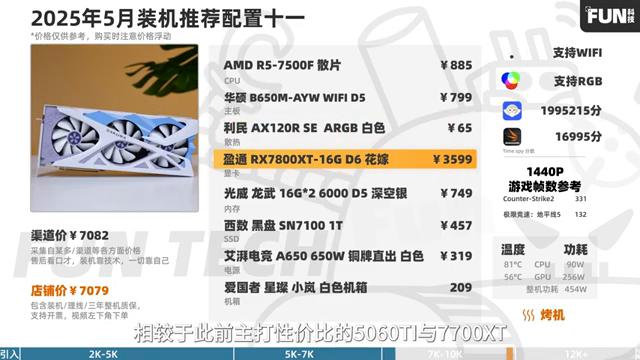 2025年5月装机推荐配置十一
*价格仅供参考，购买时注意价格浮动
FUN科技
AMD R5-7500F 散片 ￥885
CPU
华硕 B650M-AYW WIFI D5 ￥799
主板
利民 AX120R SE ARGB 白色 ￥65
散热
盈通 RX7800XT-16G D6 花嫁 ￥3599
显卡
光威 龙武 16G*2 6000 D5 深空银 ￥749
内存
西数 黑盘 SN7100 1T ￥457
SSD
艾湃电竞 A650 650W 铜牌直出 白色 ￥319
电源
爱国者 星璨 小岚 白色机箱 209
机箱
渠道价￥7082
采集自某多/渠道等各方面价格
售后看口才，装机靠技术，一切靠自己
店铺价￥7079
包含装机/理线/三年整机质保，
支持开票，视频左下角下单
支持WIFI
支持RGB
1995215分
16995分
Time spy 分数
1440P
游戏帧数参考
Counter-Strike2 331
极限竞速：地平线5 132
温度 功耗
81°C CPU 90W
56°C GPU 256W
整机功耗 454W
烤机
FUN TECH
相较于此前主打性价比的5060TI与7700XT
引入 2K-5K 5K-7K 7K-10K 12K+